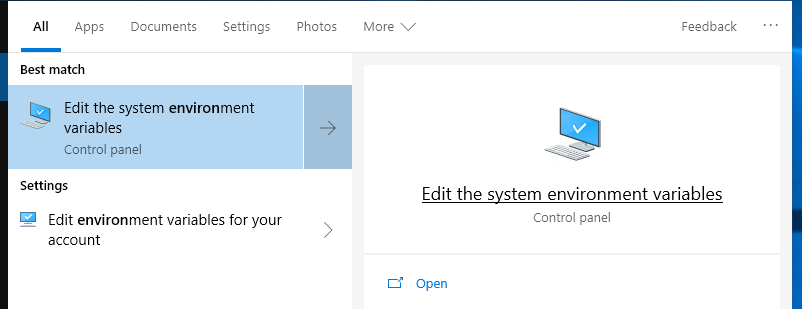 All Apps Documents Settings Photos More Feedback ...
Best match
Edit the system environment
variables
Control panel
Settings
Edit environment variables for your
account
Edit the system environment variables
Control panel
Open